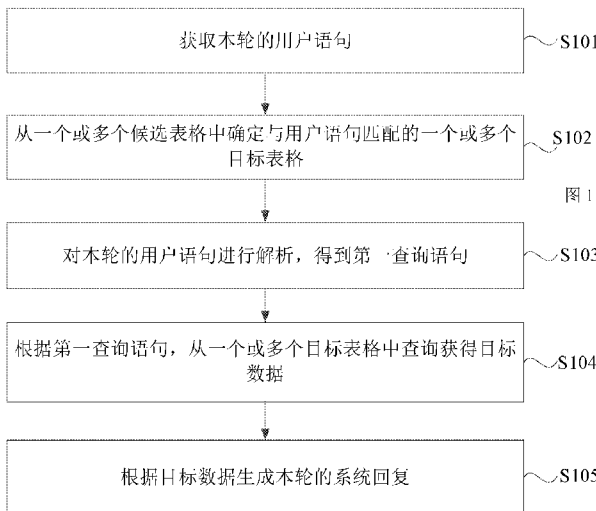 获取本轮的用户语句
S101
从一个或多个候选表格中确定与用户语句匹配的一个或多个
目标表格
S102
图 1
对本轮的用户语句进行解析，得到第一查询语句
S103
根据第一查询语句，从一个或多个目标表格中查询获得目标
数据
S104
根据目标数据生成本轮的系统回复
S105